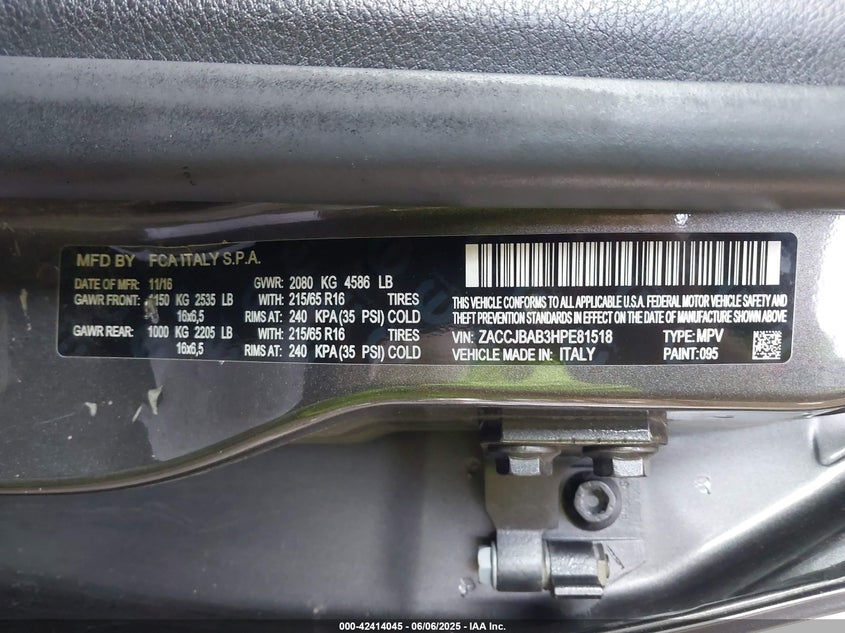 MFD BY FCA ITALY S.P.A.
DATE OF MFR: 11/16 GVWR: 2080 KG 4586 LB
GAWR FRONT: 1150 KG 2535 LB WITH: 215/65 R16 TIRES
16x6,5 RIMS AT: 240 KPA(35 PSI) COLD
GAWR REAR: 1000 KG 2205 LB WITH: 215/65 R16 TIRES
16x6,5 RIMS AT: 240 KPA(35 PSI) COLD
THIS VEHICLE CONFORMS TO ALL APPLICABLE U.S.A. FEDERAL MOTOR VEHICLE SAFETY AND
THEFT PREVENTION STANDARDS IN EFFECT ON THE DATE OF MANUFACTURE SHOWN ABOVE
VIN: ZACCJBAB3HPE81518 TYPE: MPV
VEHICLE MADE IN: ITALY PAINT:095
000-42414045 - 06/06/2025 - IAA Inc.